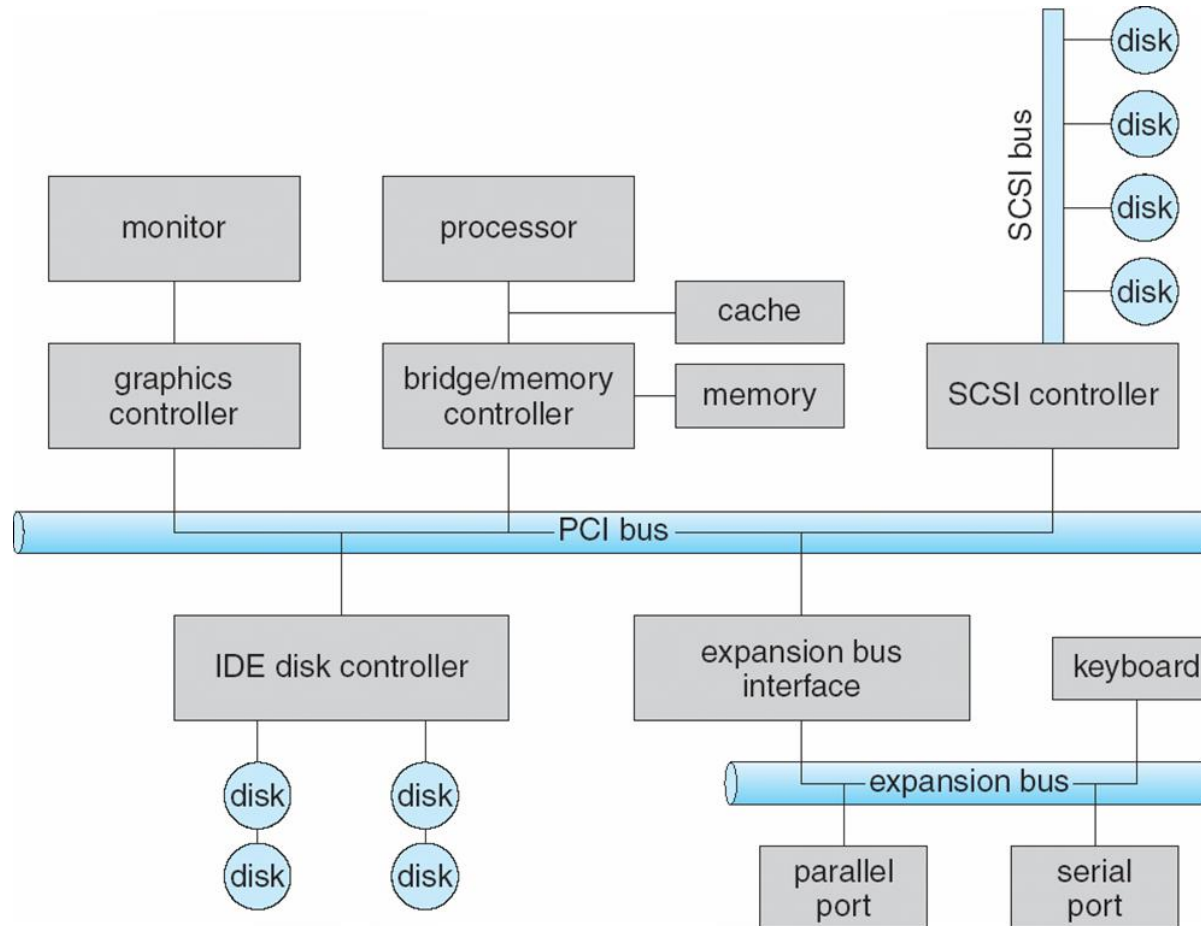 disk
disk
disk
disk
SCSI bus
monitor
processor
cache
graphics
controller
bridge/memory
controller
memory
SCSI controller
PCI bus
IDE disk controller
expansion bus
interface
keyboard
disk
disk
expansion bus
disk
disk
parallel
port
serial
port